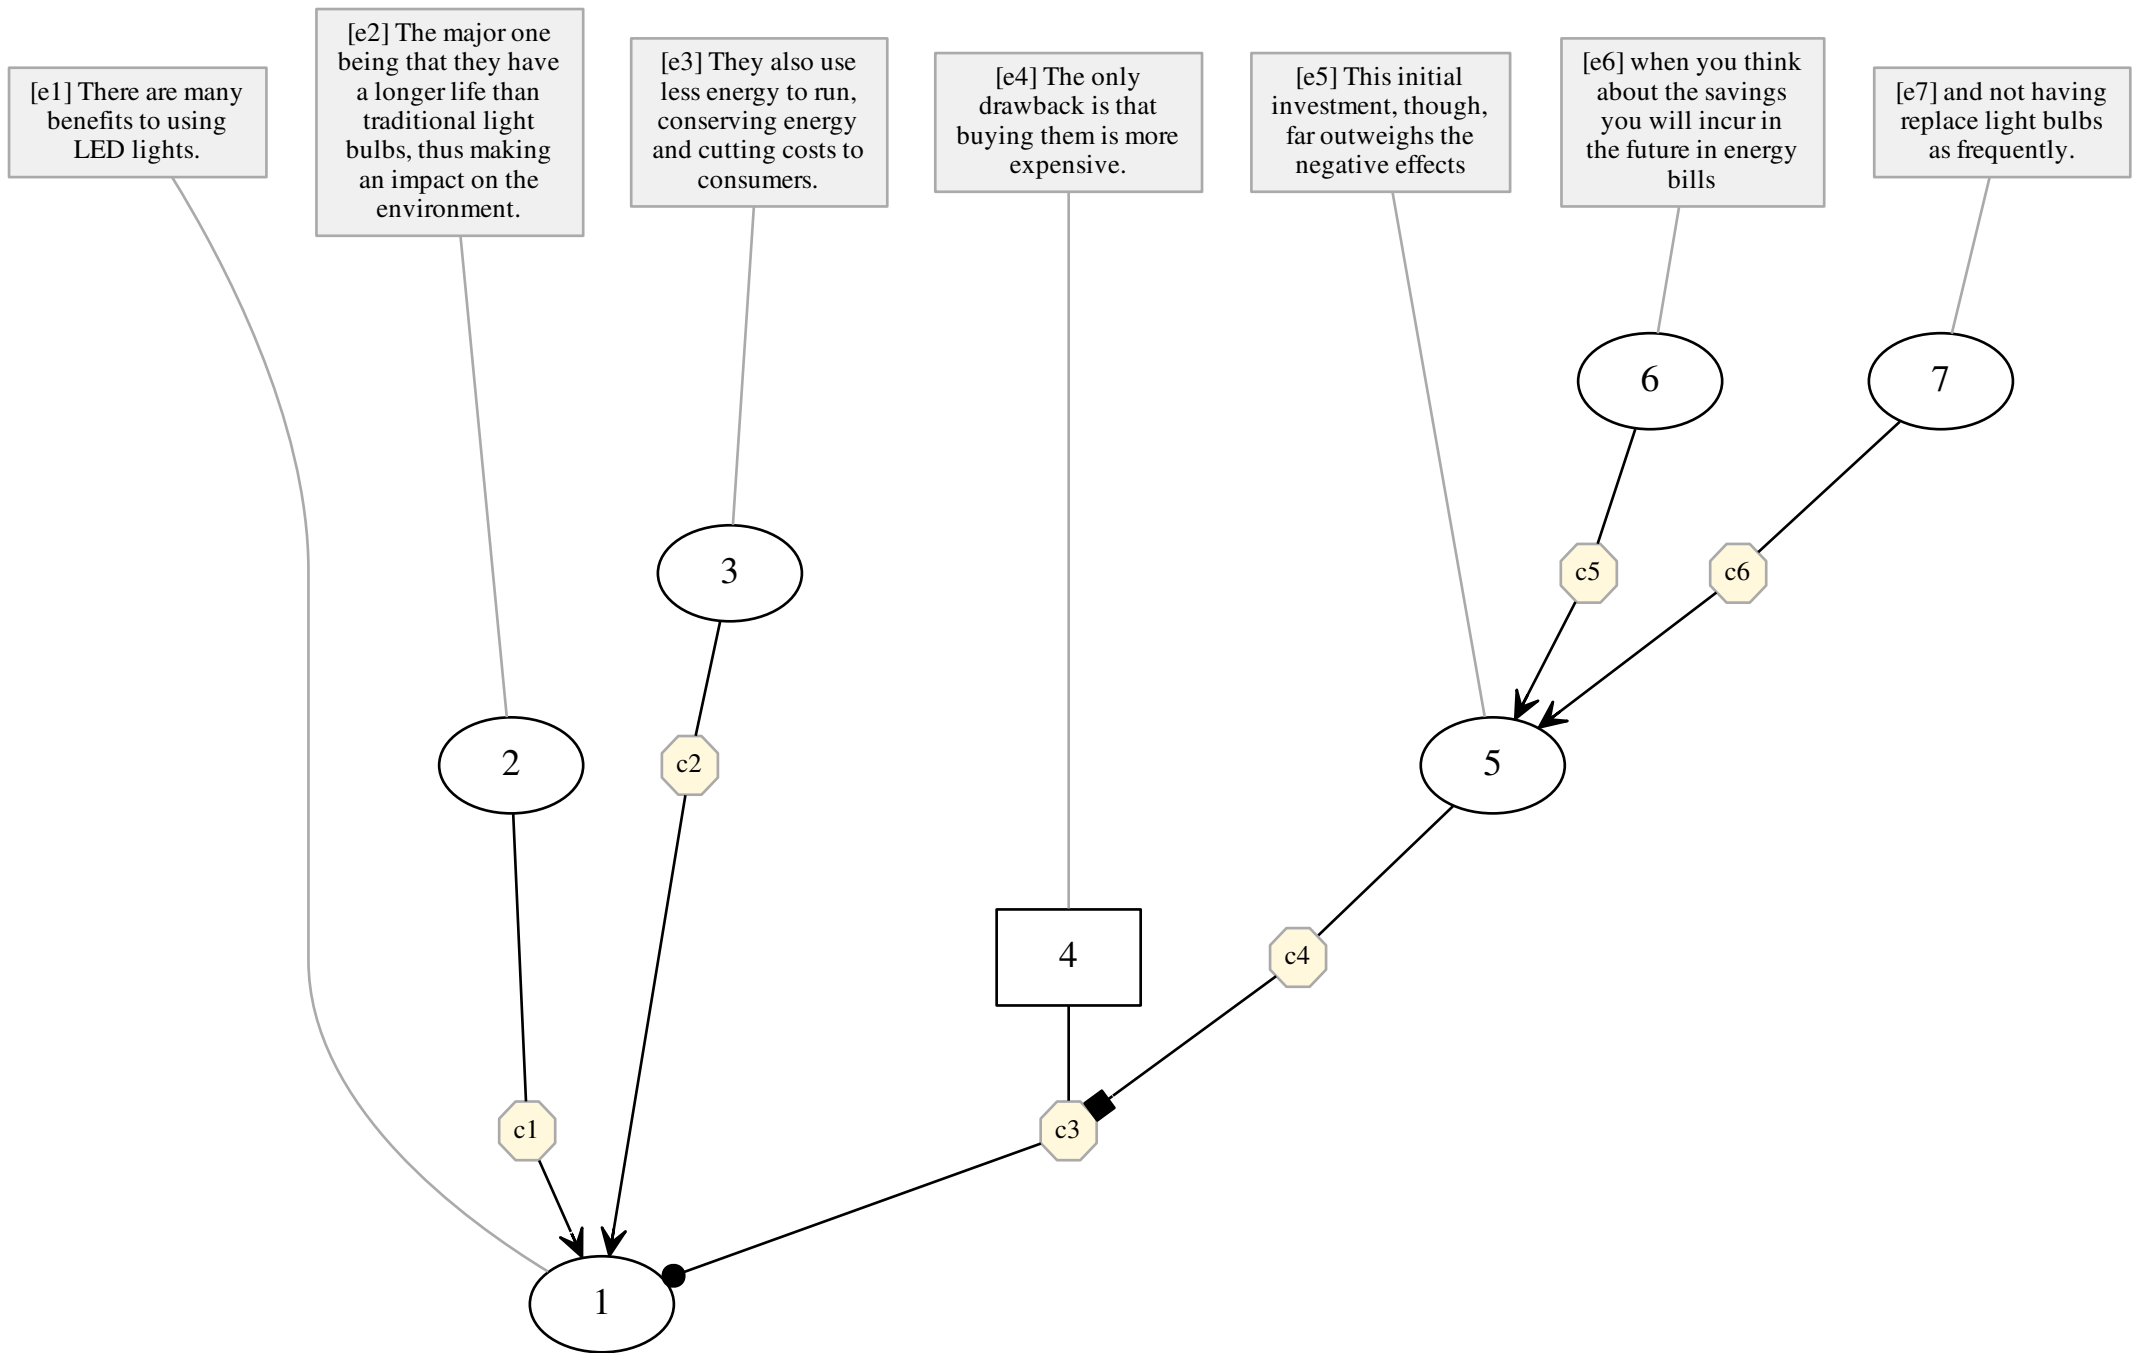 [e1] There are many
benefits to using
LED lights.
[e2] The major one
being that they have
a longer life than
traditional light
bulbs, thus making
an impact on the
environment.
[e3] They also use
less energy to run,
conserving energy
and cutting costs to
consumers.
[e4] The only
drawback is that
buying them is more
expensive.
[e5] This initial
investment, though,
far outweighs the
negative effects
[e6] when you think
about the savings
you will incur in
the future in energy
bills
[e7] and not having
replace light bulbs
as frequently.
6
7
3
c5
c6
2
c2
5
4
c4
c1
c3
1